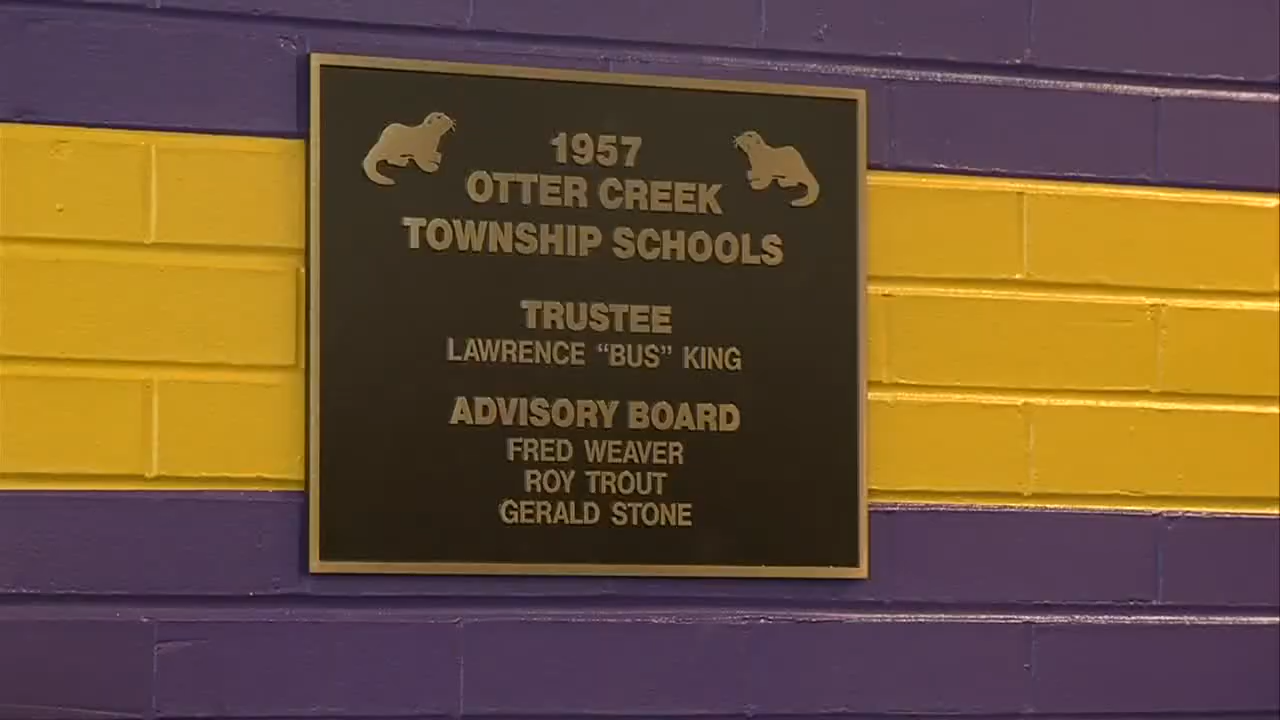 1957
OTTER CREEK
TOWNSHIP SCHOOLS
TRUSTEE
LAWRENCE “BUS” KING
ADVISORY BOARD
FRED WEAVER
ROY TROUT
GERALD STONE